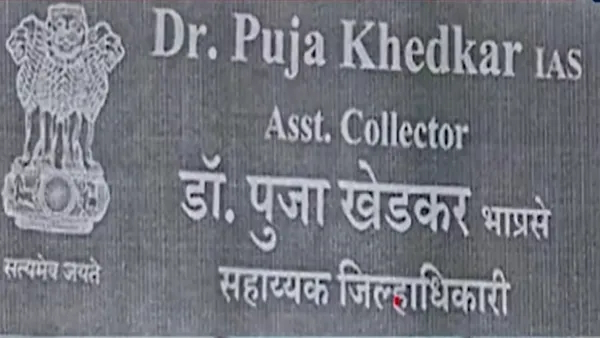 Dr. Puja Khedkar IAS
Asst. Collector
डॉ. पुजा खेडकर भाप्रसे
सहाय्यक जिल्हाधिकारी
सत्यमेव जयते